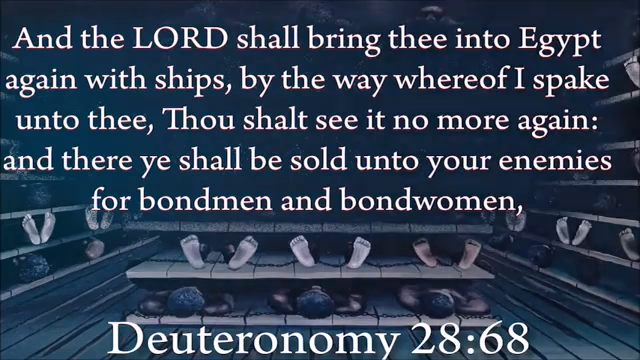 And the LORD shall bring thee into Egypt
again with ships, by the way whereof I spake
unto thee, Thou shalt see it no more again:
and there ye shall be sold unto your enemies
for bondmen and bondwomen,
Deuteronomy 28:68